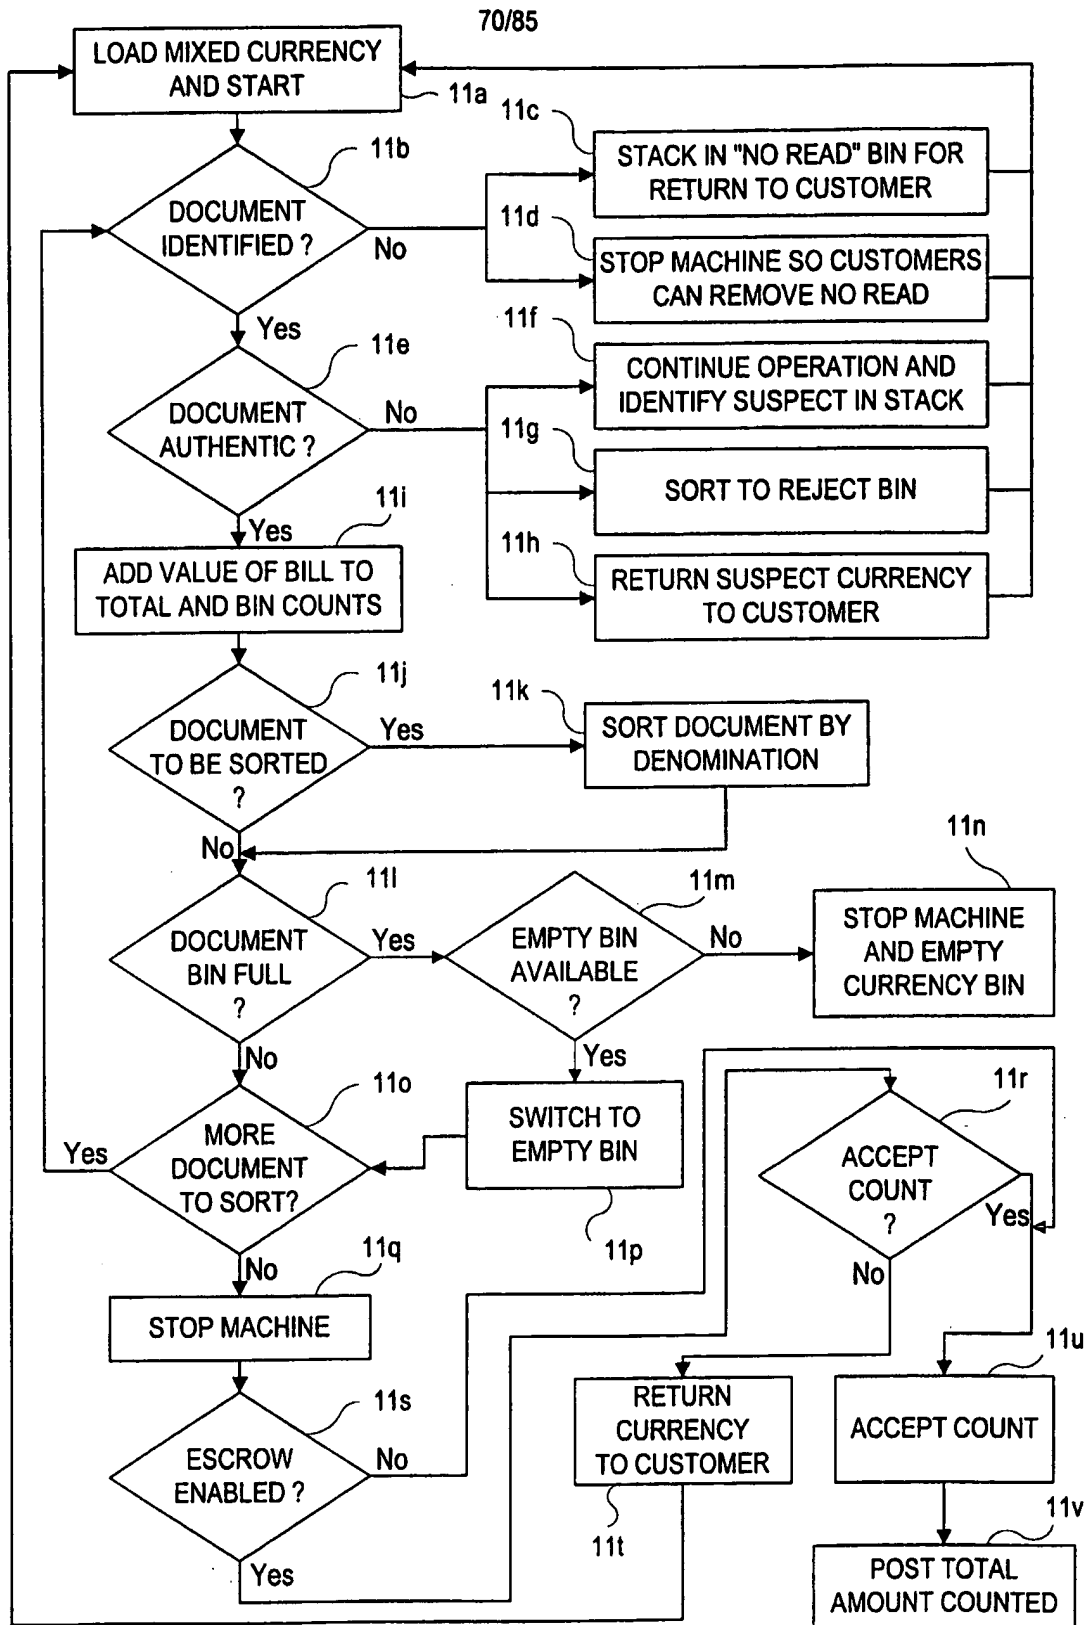 70/85
LOAD MIXED CURRENCY
AND START
11a
11b
DOCUMENT
IDENTIFIED ?
No
Yes
11c
STACK IN "NO READ" BIN FOR
RETURN TO CUSTOMER
11d
STOP MACHINE SO CUSTOMERS
CAN REMOVE NO READ
11e
DOCUMENT
AUTHENTIC ?
No
Yes
11f
CONTINUE OPERATION AND
IDENTIFY SUSPECT IN STACK
11g
SORT TO REJECT BIN
11h
RETURN SUSPECT CURRENCY
TO CUSTOMER
11i
ADD VALUE OF BILL TO
TOTAL AND BIN COUNTS
11j
DOCUMENT
TO BE SORTED
?
Yes
No
11k
SORT DOCUMENT BY
DENOMINATION
11l
DOCUMENT
BIN FULL
?
Yes
No
11m
EMPTY BIN
AVAILABLE
?
No
Yes
11n
STOP MACHINE
AND EMPTY
CURRENCY BIN
11o
MORE
DOCUMENT
TO SORT?
Yes
No
SWITCH TO
EMPTY BIN
11p
11r
ACCEPT
COUNT
?
Yes
No
11q
STOP MACHINE
11s
ESCROW
ENABLED ?
No
Yes
RETURN
CURRENCY
TO CUSTOMER
11t
11u
ACCEPT COUNT
11v
POST TOTAL
AMOUNT COUNTED